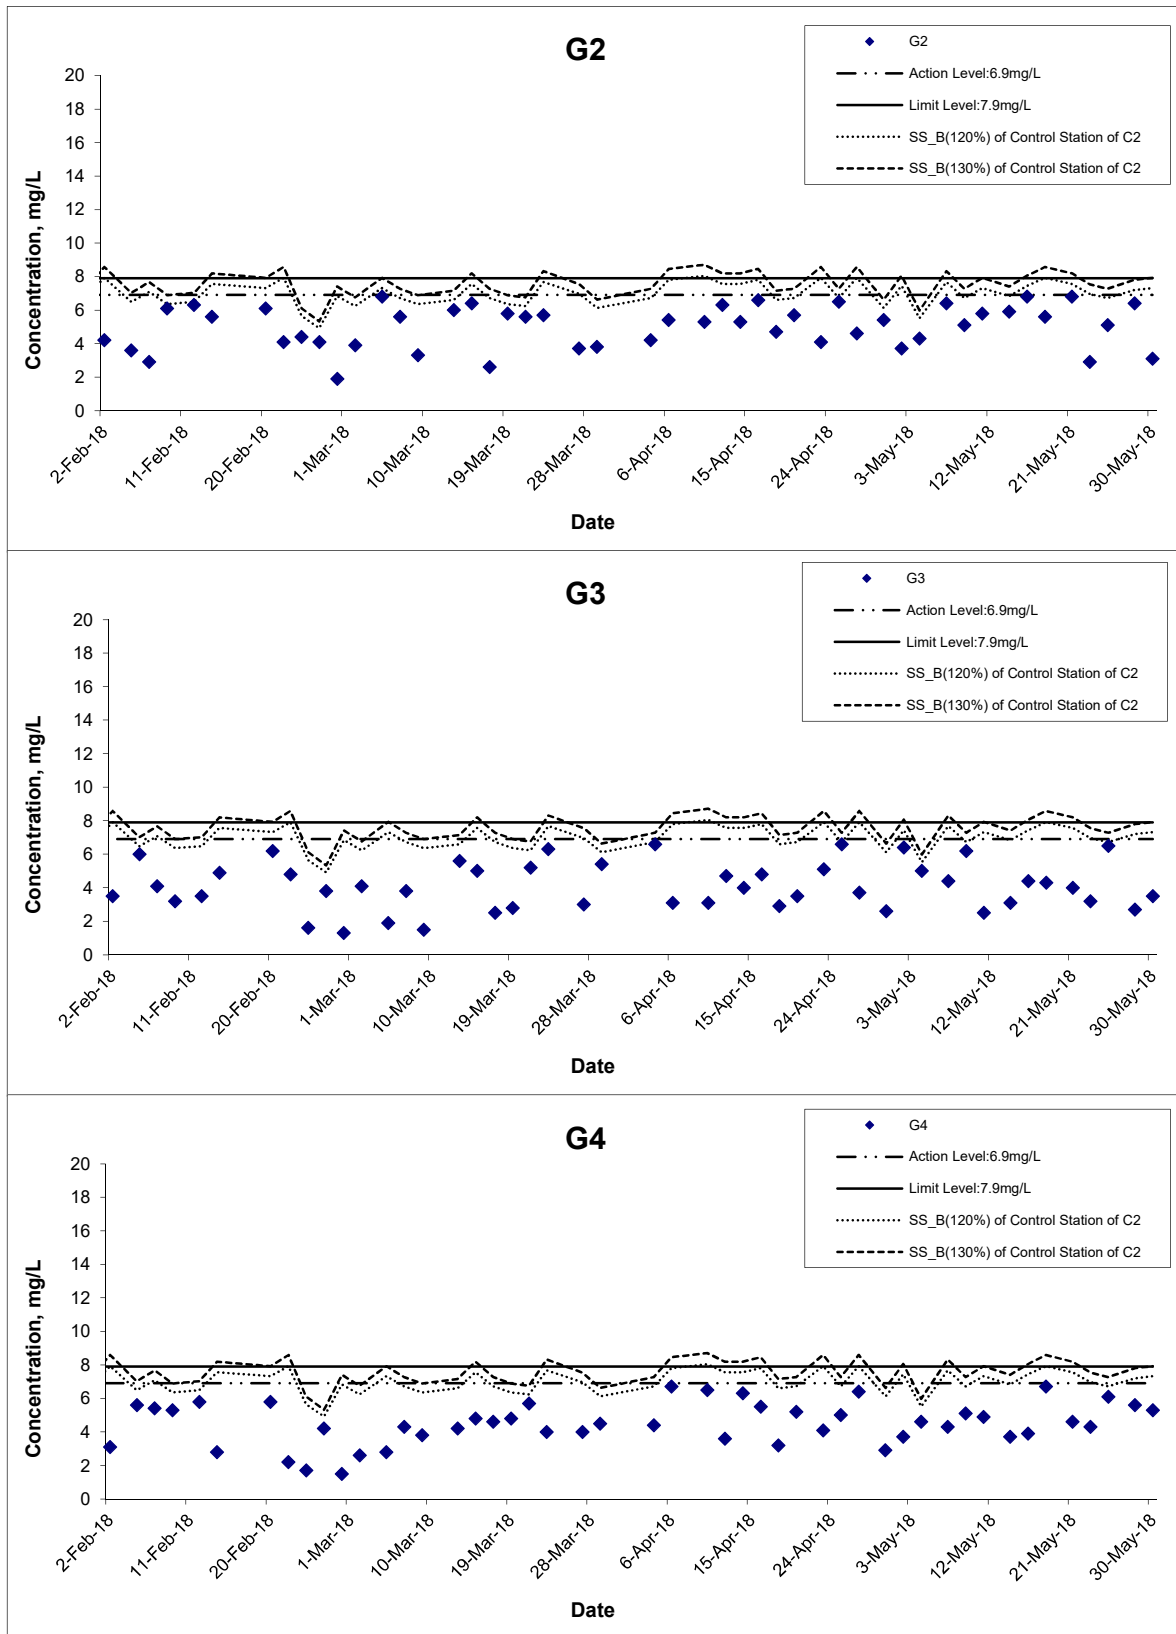 G2
G2
Action Level:6.9mg/L
Limit Level:7.9mg/L
SS_B(120%) of Control Station of C2
SS_B(130%) of Control Station of C2
Concentration, mg/L
20
18
16
14
12
10
8
6
4
2
0
2-Feb-18
11-Feb-18
20-Feb-18
1-Mar-18
10-Mar-18
19-Mar-18
28-Mar-18
6-Apr-18
15-Apr-18
24-Apr-18
3-May-18
12-May-18
21-May-18
30-May-18
Date
G3
G3
Action Level:6.9mg/L
Limit Level:7.9mg/L
SS_B(120%) of Control Station of C2
SS_B(130%) of Control Station of C2
Concentration, mg/L
20
18
16
14
12
10
8
6
4
2
0
2-Feb-18
11-Feb-18
20-Feb-18
1-Mar-18
10-Mar-18
19-Mar-18
28-Mar-18
6-Apr-18
15-Apr-18
24-Apr-18
3-May-18
12-May-18
21-May-18
30-May-18
Date
G4
G4
Action Level:6.9mg/L
Limit Level:7.9mg/L
SS_B(120%) of Control Station of C2
SS_B(130%) of Control Station of C2
Concentration, mg/L
20
18
16
14
12
10
8
6
4
2
0
2-Feb-18
11-Feb-18
20-Feb-18
1-Mar-18
10-Mar-18
19-Mar-18
28-Mar-18
6-Apr-18
15-Apr-18
24-Apr-18
3-May-18
12-May-18
21-May-18
30-May-18
Date